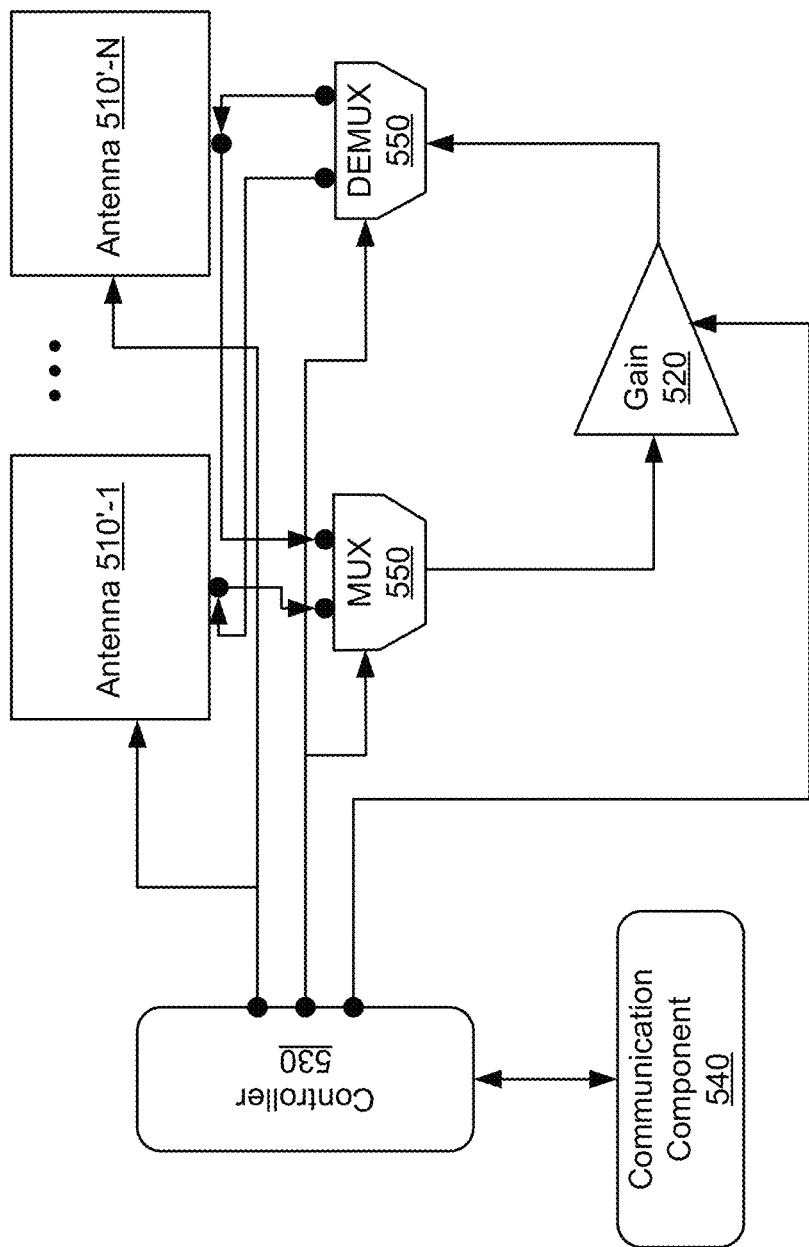 Antenna 510'-1
Antenna 510'-N
MUX
550
DEMUX
550
Gain
520
Controller
530
Communication
Component
540